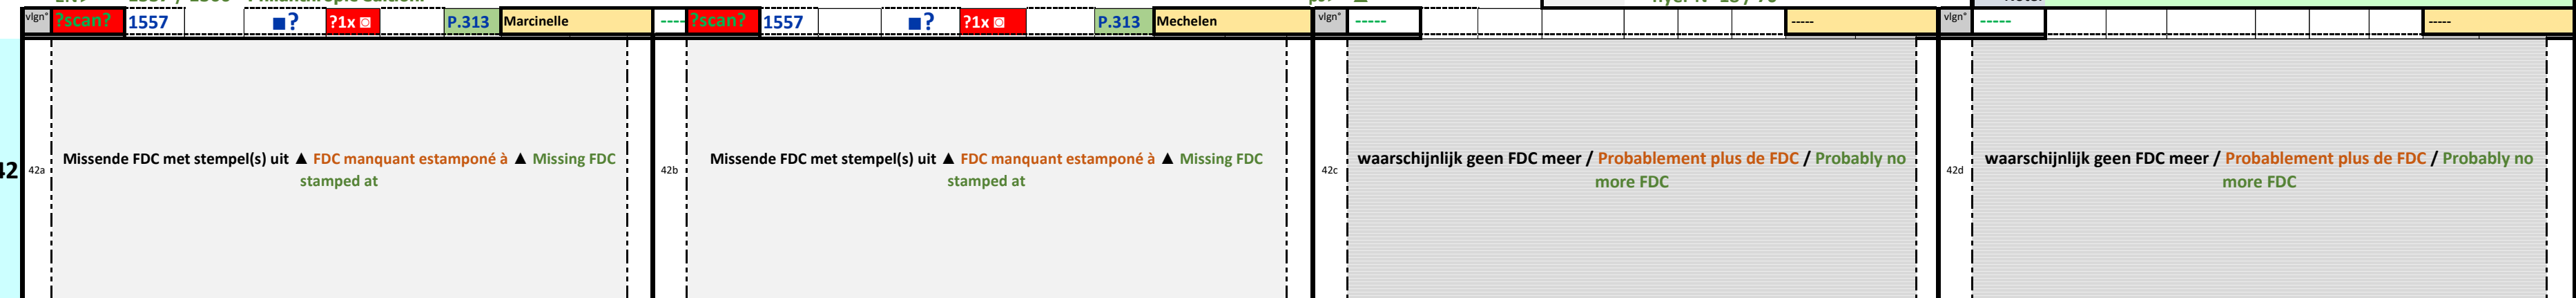 vlgn° ?scan? 1557 ■? ?1x ◙ P.313 Marcinelle ---- ?scan? 1557 ■? ?1x ◙ P.313 Mechelen vlgn° ----- ----- vlgn° ----- -----
Missende FDC met stempel(s) uit ▲ FDC manquant estamponé à ▲ Missing FDC
stamped at
Missende FDC met stempel(s) uit ▲ FDC manquant estamponé à ▲ Missing FDC
stamped at
waarschijnlijk geen FDC meer / Probablement plus de FDC / Probably no
more FDC
waarschijnlijk geen FDC meer / Probablement plus de FDC / Probably no
more FDC
42 42a 42b 42c 42d